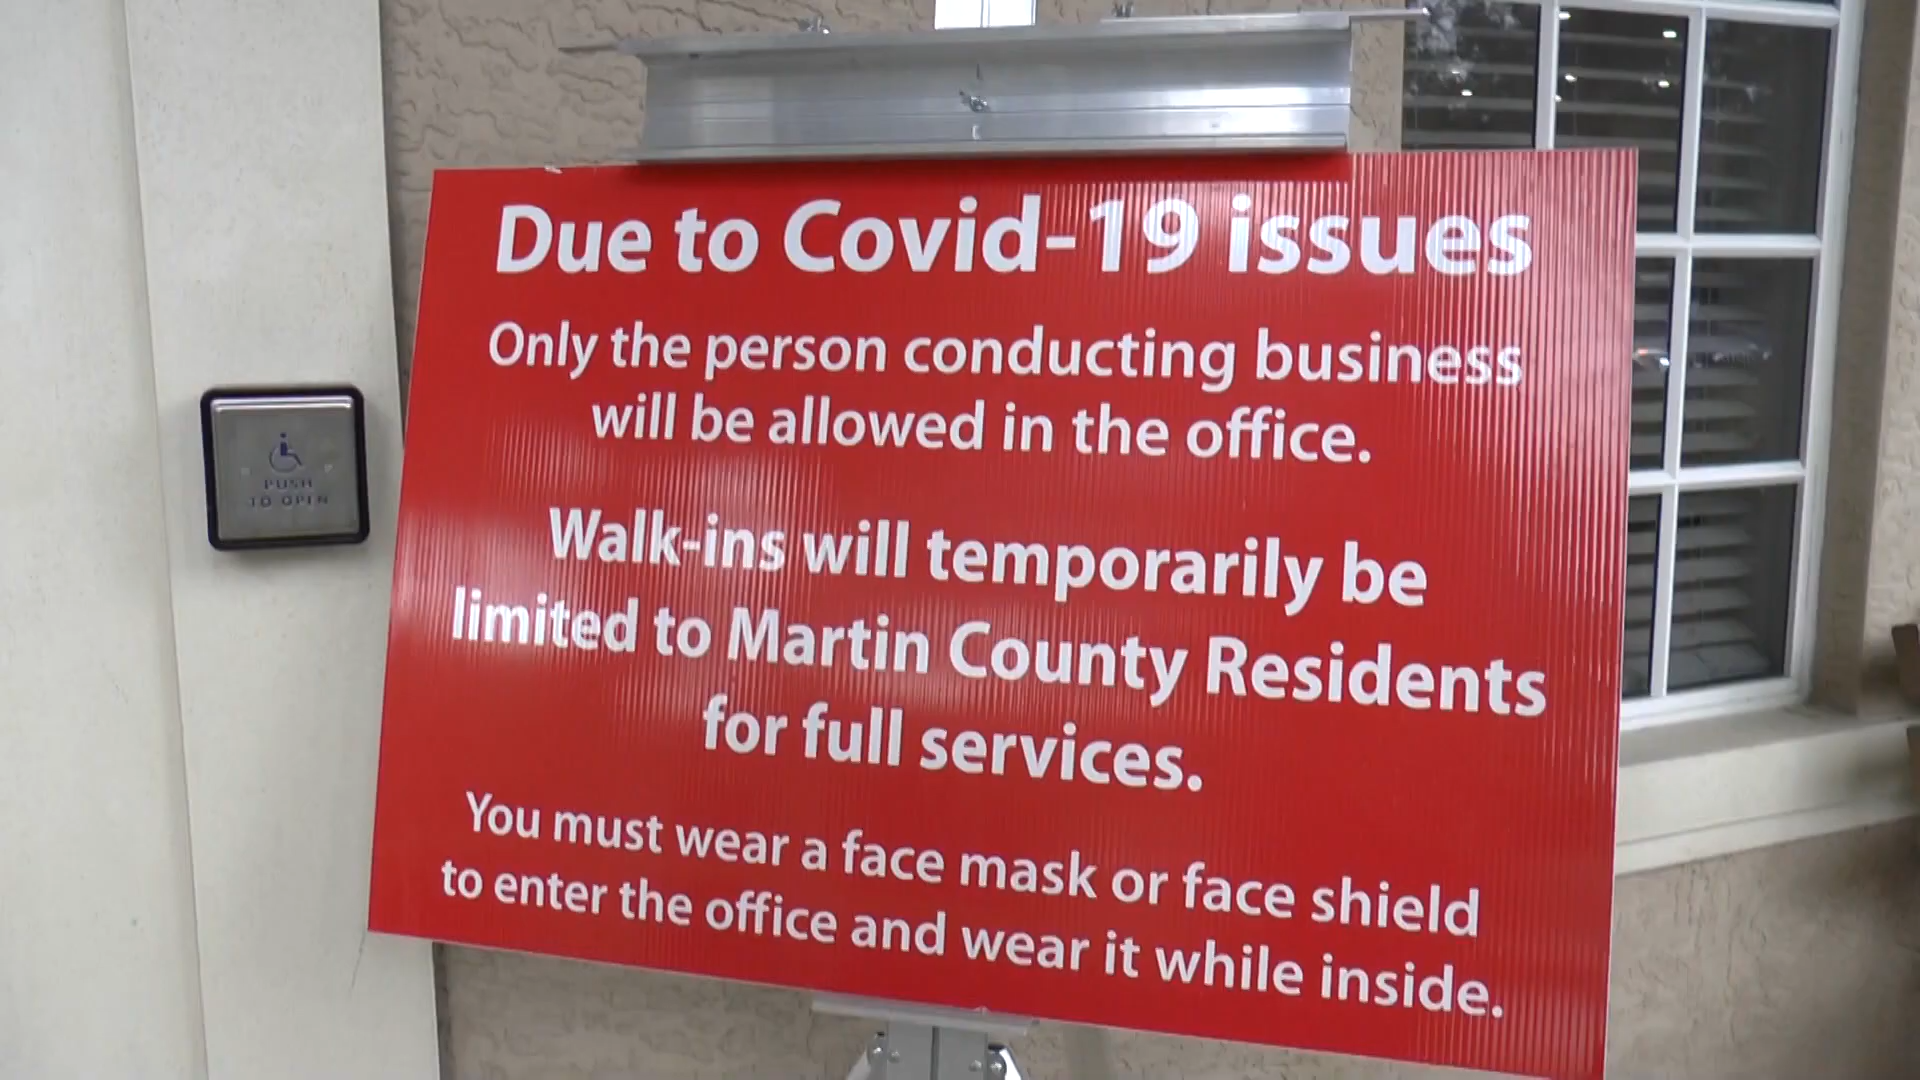 Due to Covid-19 issues
Only the person conducting business
will be allowed in the office.
Walk-ins will temporarily be
limited to Martin County Residents
for full services.
You must wear a face mask or face shield
to enter the office and wear it while inside.
PUSH
TO OPEN